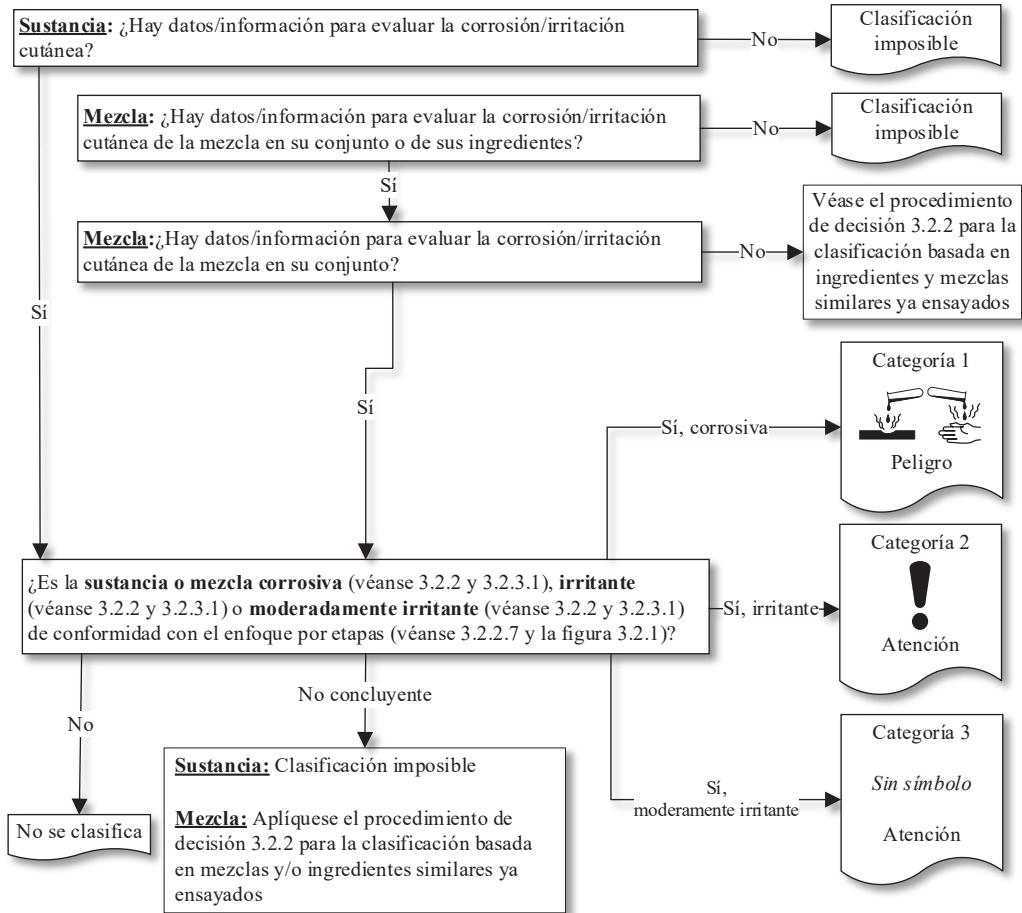 Sustancia: ¿Hay datos/información para evaluar la corrosión/irritación
cutánea?
No
Clasificación
imposible
Mezcla: ¿Hay datos/información para evaluar la corrosión/irritación
cutánea de la mezcla en su conjunto o de sus ingredientes?
No
Clasificación
imposible
Sí
Mezcla:¿Hay datos/información para evaluar la corrosión/irritación
cutánea de la mezcla en su conjunto?
No
Véase el procedimiento
de decisión 3.2.2 para la
clasificación basada en
ingredientes y mezclas
similares ya ensayados
Sí
Sí
Categoría 1
Sí, corrosiva
Peligro
¿Es la sustancia o mezcla corrosiva (véanse 3.2.2 y 3.2.3.1), irritante
(véanse 3.2.2 y 3.2.3.1) o moderadamente irritante (véanse 3.2.2 y 3.2.3.1)
de conformidad con el enfoque por etapas (véanse 3.2.2.7 y la figura 3.2.1)?
Sí, irritante
Categoría 2
!
Atención
No
No concluyente
Sí,
moderamente irritante
Categoría 3
Sin símbolo
Atención
No se clasifica
Sustancia: Clasificación imposible
Mezcla: Aplíquese el procedimiento de
decisión 3.2.2 para la clasificación basada
en mezclas y/o ingredientes similares ya
ensayados